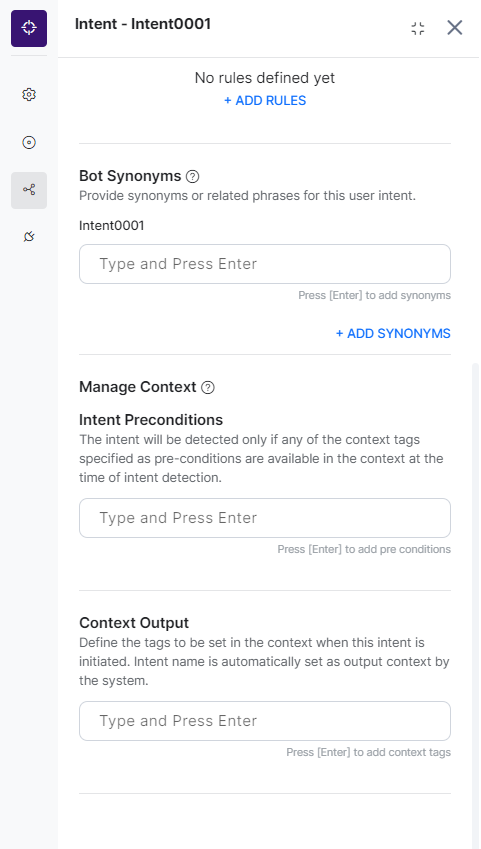 Intent - Intent0001
No rules defined yet
+ ADD RULES
Bot Synonyms ?
Provide synonyms or related phrases for this user intent.
Intent0001
Type and Press Enter
Press [Enter] to add synonyms
+ ADD SYNONYMS
Manage Context ?
Intent Preconditions
The intent will be detected only if any of the context tags
specified as pre-conditions are available in the context at the
time of intent detection.
Type and Press Enter
Press [Enter] to add pre conditions
Context Output
Define the tags to be set in the context when this intent is
initiated. Intent name is automatically set as output context by
the system.
Type and Press Enter
Press [Enter] to add context tags